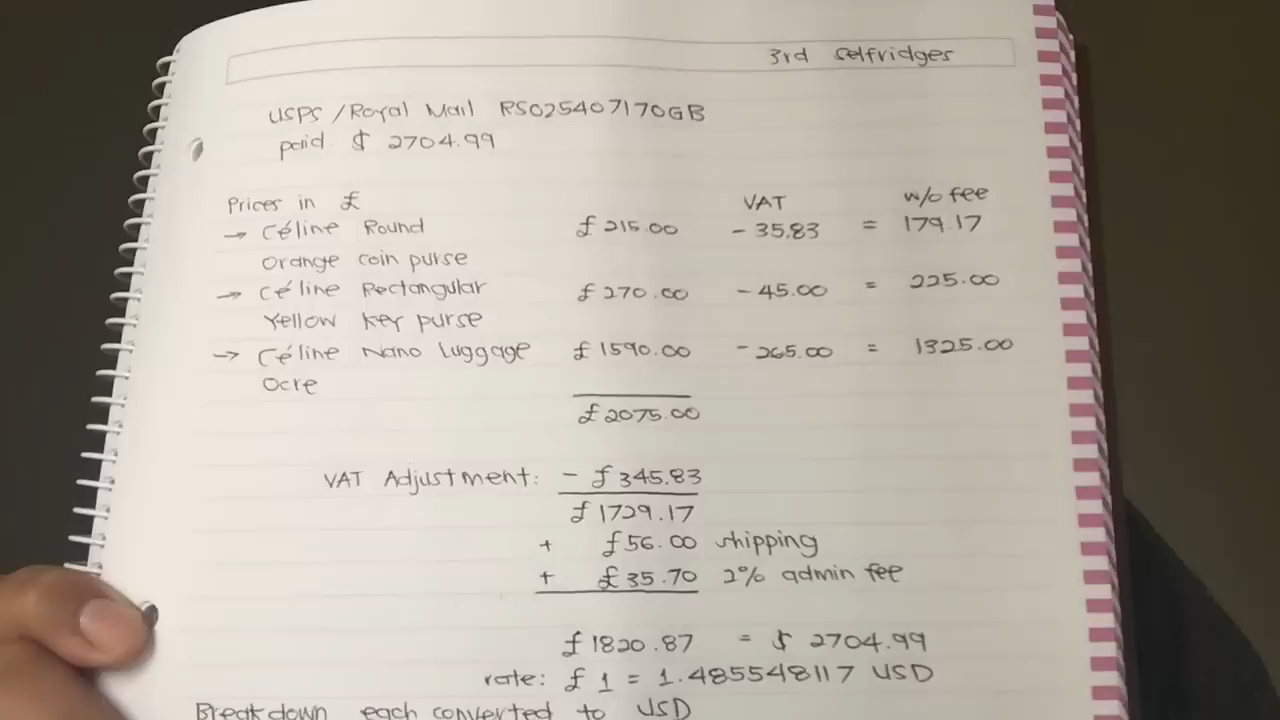 3rd Selfridges
USPS / Royal Mail RS025407170GB
paid $ 2704.99
Prices in £ VAT w/o fee
→ Céline Round £ 215.00 - 35.83 = 179.17
Orange coin purse
→ Céline Rectangular £ 270.00 - 45.00 = 225.00
Yellow key purse
→ Céline Nano Luggage £ 1590.00 - 265.00 = 1325.00
Ocre
£ 2075.00
VAT Adjustment: - £ 345.83
£ 1729.17
+ £56.00 shipping
+ £35.70 2% admin fee
£ 1820.87 = $ 2704.99
rate: £ 1 = 1.485548117 USD
Breakdown each converted to USD